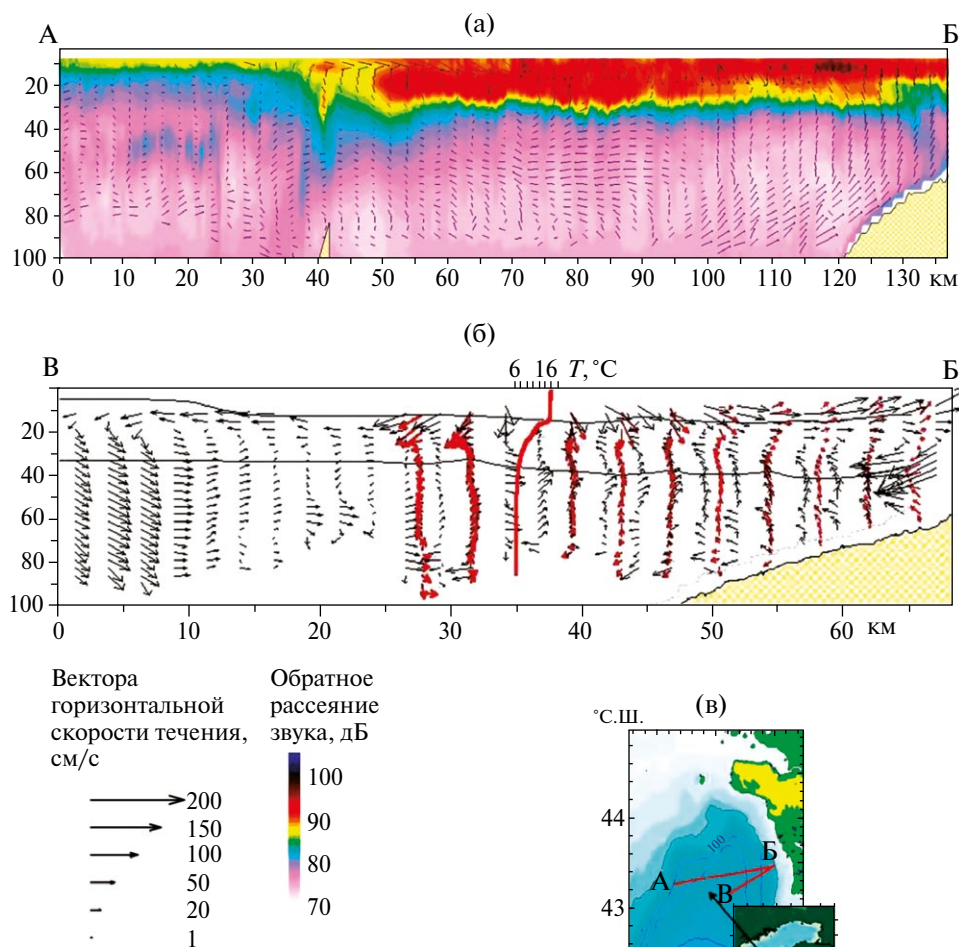 (а)
А Б
20
40
60
80
100
0 10 20 30 40 50 60 70 80 90 100 110 120 130 км
(б)
В 6 16 T, °C Б
20
40
60
80
100
0 10 20 30 40 50 60 км
Вектора
горизонтальной
скорости течения,
см/с
200
150
100
50
20
1
Обратное
рассеяние
звука, дБ
100
90
80
70
(в)
°С.Ш.
44
43
100
А
Б
В